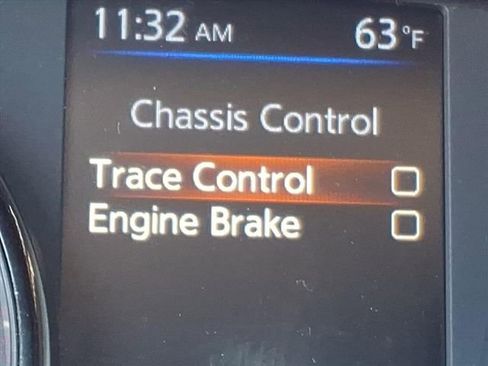 11:32 AM 63°F
Chassis Control
Trace Control
Engine Brake